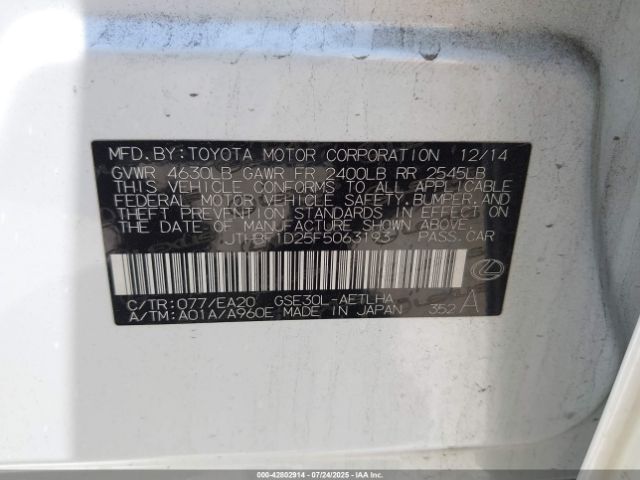 MFD. BY: TOYOTA MOTOR CORPORATION 12/14
GVWR 4630LB GAWR FR 2400LB RR 2545LB
THIS VEHICLE CONFORMS TO ALL APPLICABLE
FEDERAL MOTOR VEHICLE SAFETY, BUMPER, AND
THEFT PREVENTION STANDARDS IN EFFECT ON
THE DATE OF MANUFACTURE SHOWN ABOVE.
JTHBF1D25F5063193 PASS. CAR
C/TR: 077/EA20 GSE30L-AETLHA
A/TM: A01A/A960E MADE IN JAPAN 352 A
000-42802914 - 07/24/2025 - IAAI.COM